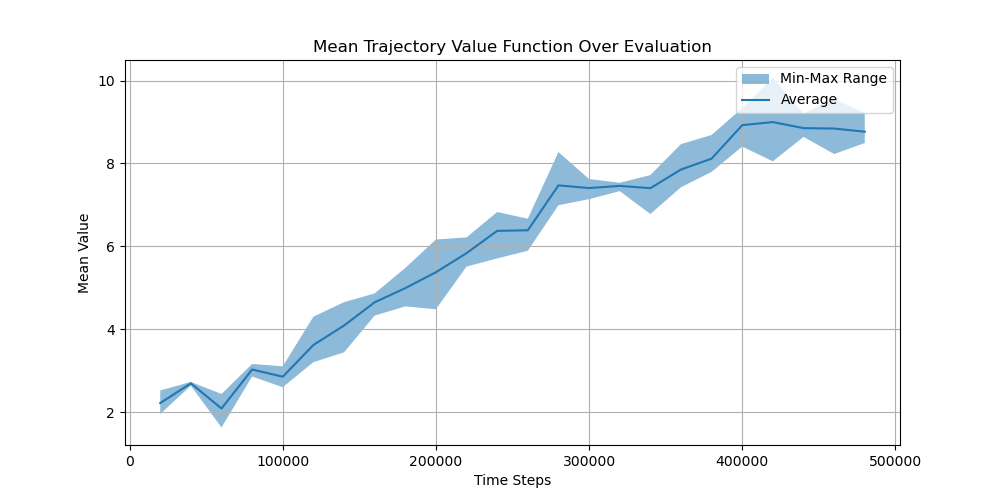 Mean Trajectory Value Function Over Evaluation
Min-Max Range
Average
10
8
6
4
2
Mean Value
0
100000
200000
300000
400000
500000
Time Steps